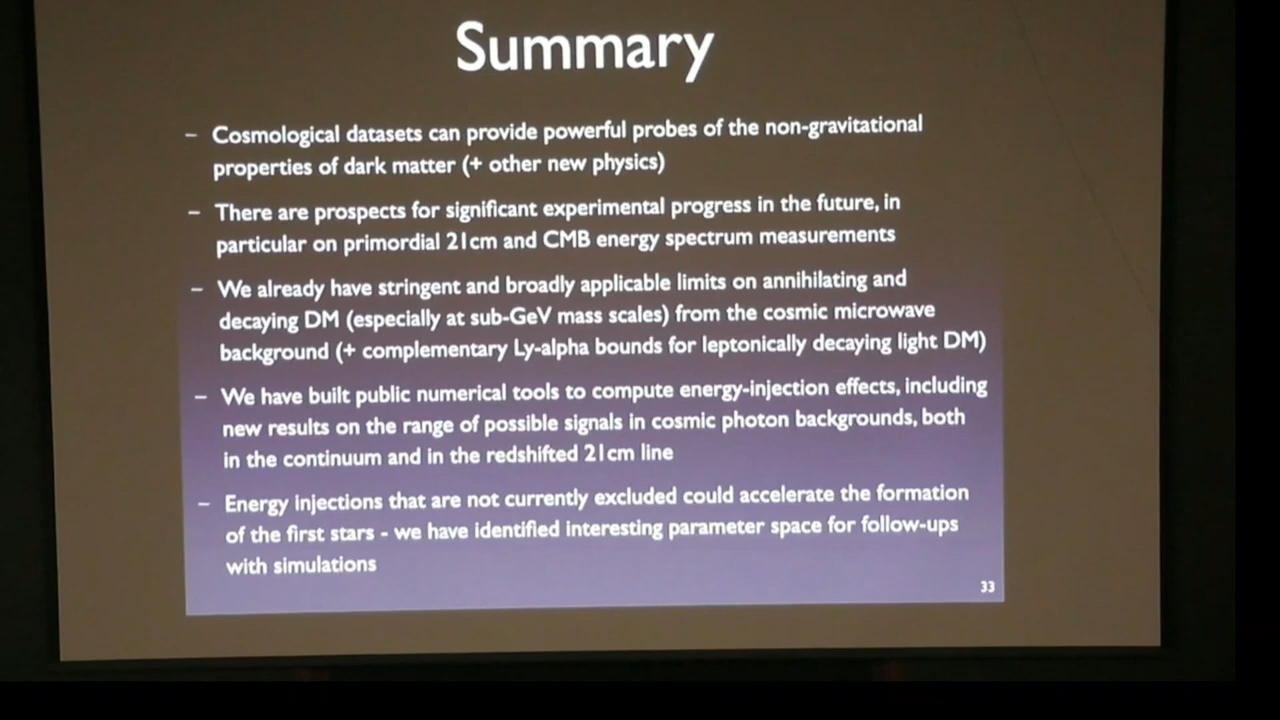 Summary
– Cosmological datasets can provide powerful probes of the non-gravitational
properties of dark matter (+ other new physics)
– There are prospects for significant experimental progress in the future, in
particular on primordial 21cm and CMB energy spectrum measurements
– We already have stringent and broadly applicable limits on annihilating and
decaying DM (especially at sub-GeV mass scales) from the cosmic microwave
background (+ complementary Ly-alpha bounds for leptonically decaying light DM)
– We have built public numerical tools to compute energy-injection effects, including
new results on the range of possible signals in cosmic photon backgrounds, both
in the continuum and in the redshifted 21cm line
– Energy injections that are not currently excluded could accelerate the formation
of the first stars - we have identified interesting parameter space for follow-ups
with simulations
33